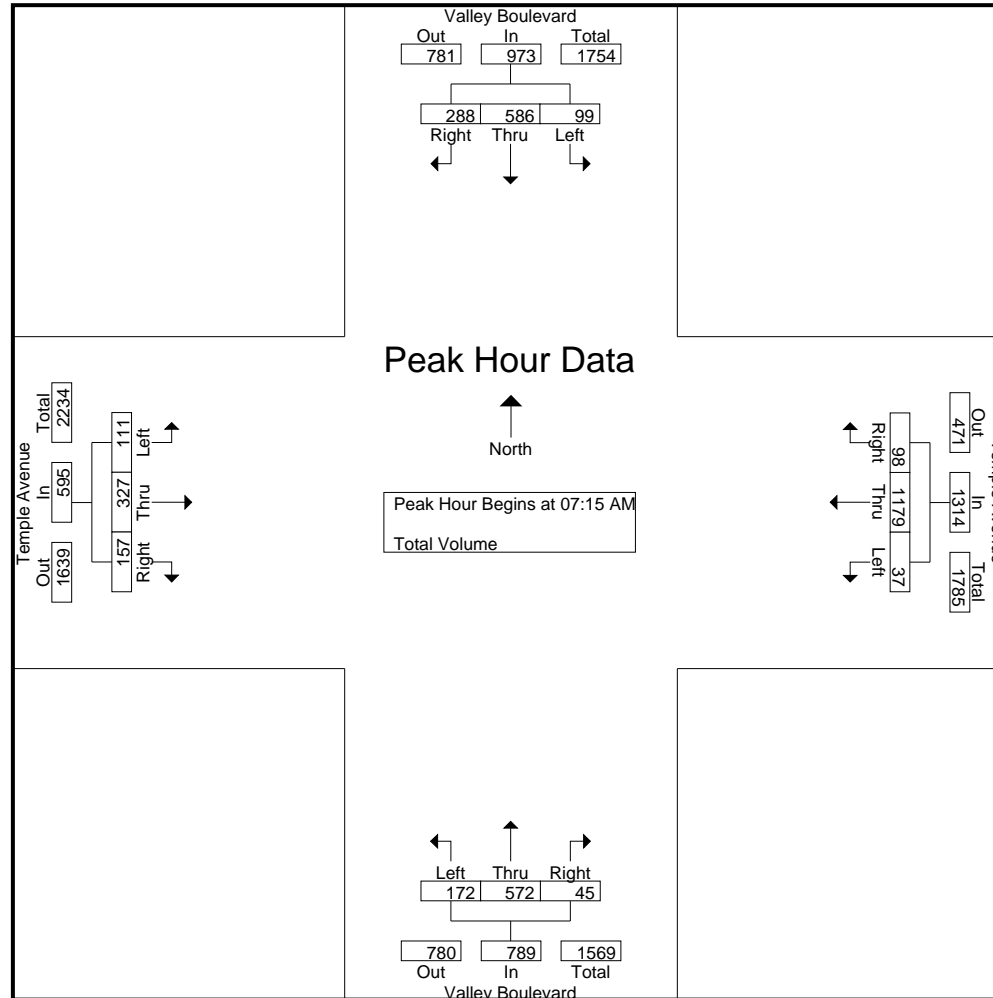 Valley Boulevard
Out In Total
781 973 1754
288 586 99
Right Thru Left
Peak Hour Data
North
Peak Hour Begins at 07:15 AM
Total Volume
Temple Avenue
Total In Out
2234 595 1639
111 327 157
Left Thru Right
Out In Total
471 1314 1785
98 1179 37
Right Thru Left
Left Thru Right
172 572 45
780 789 1569
Out In Total
Valley Boulevard